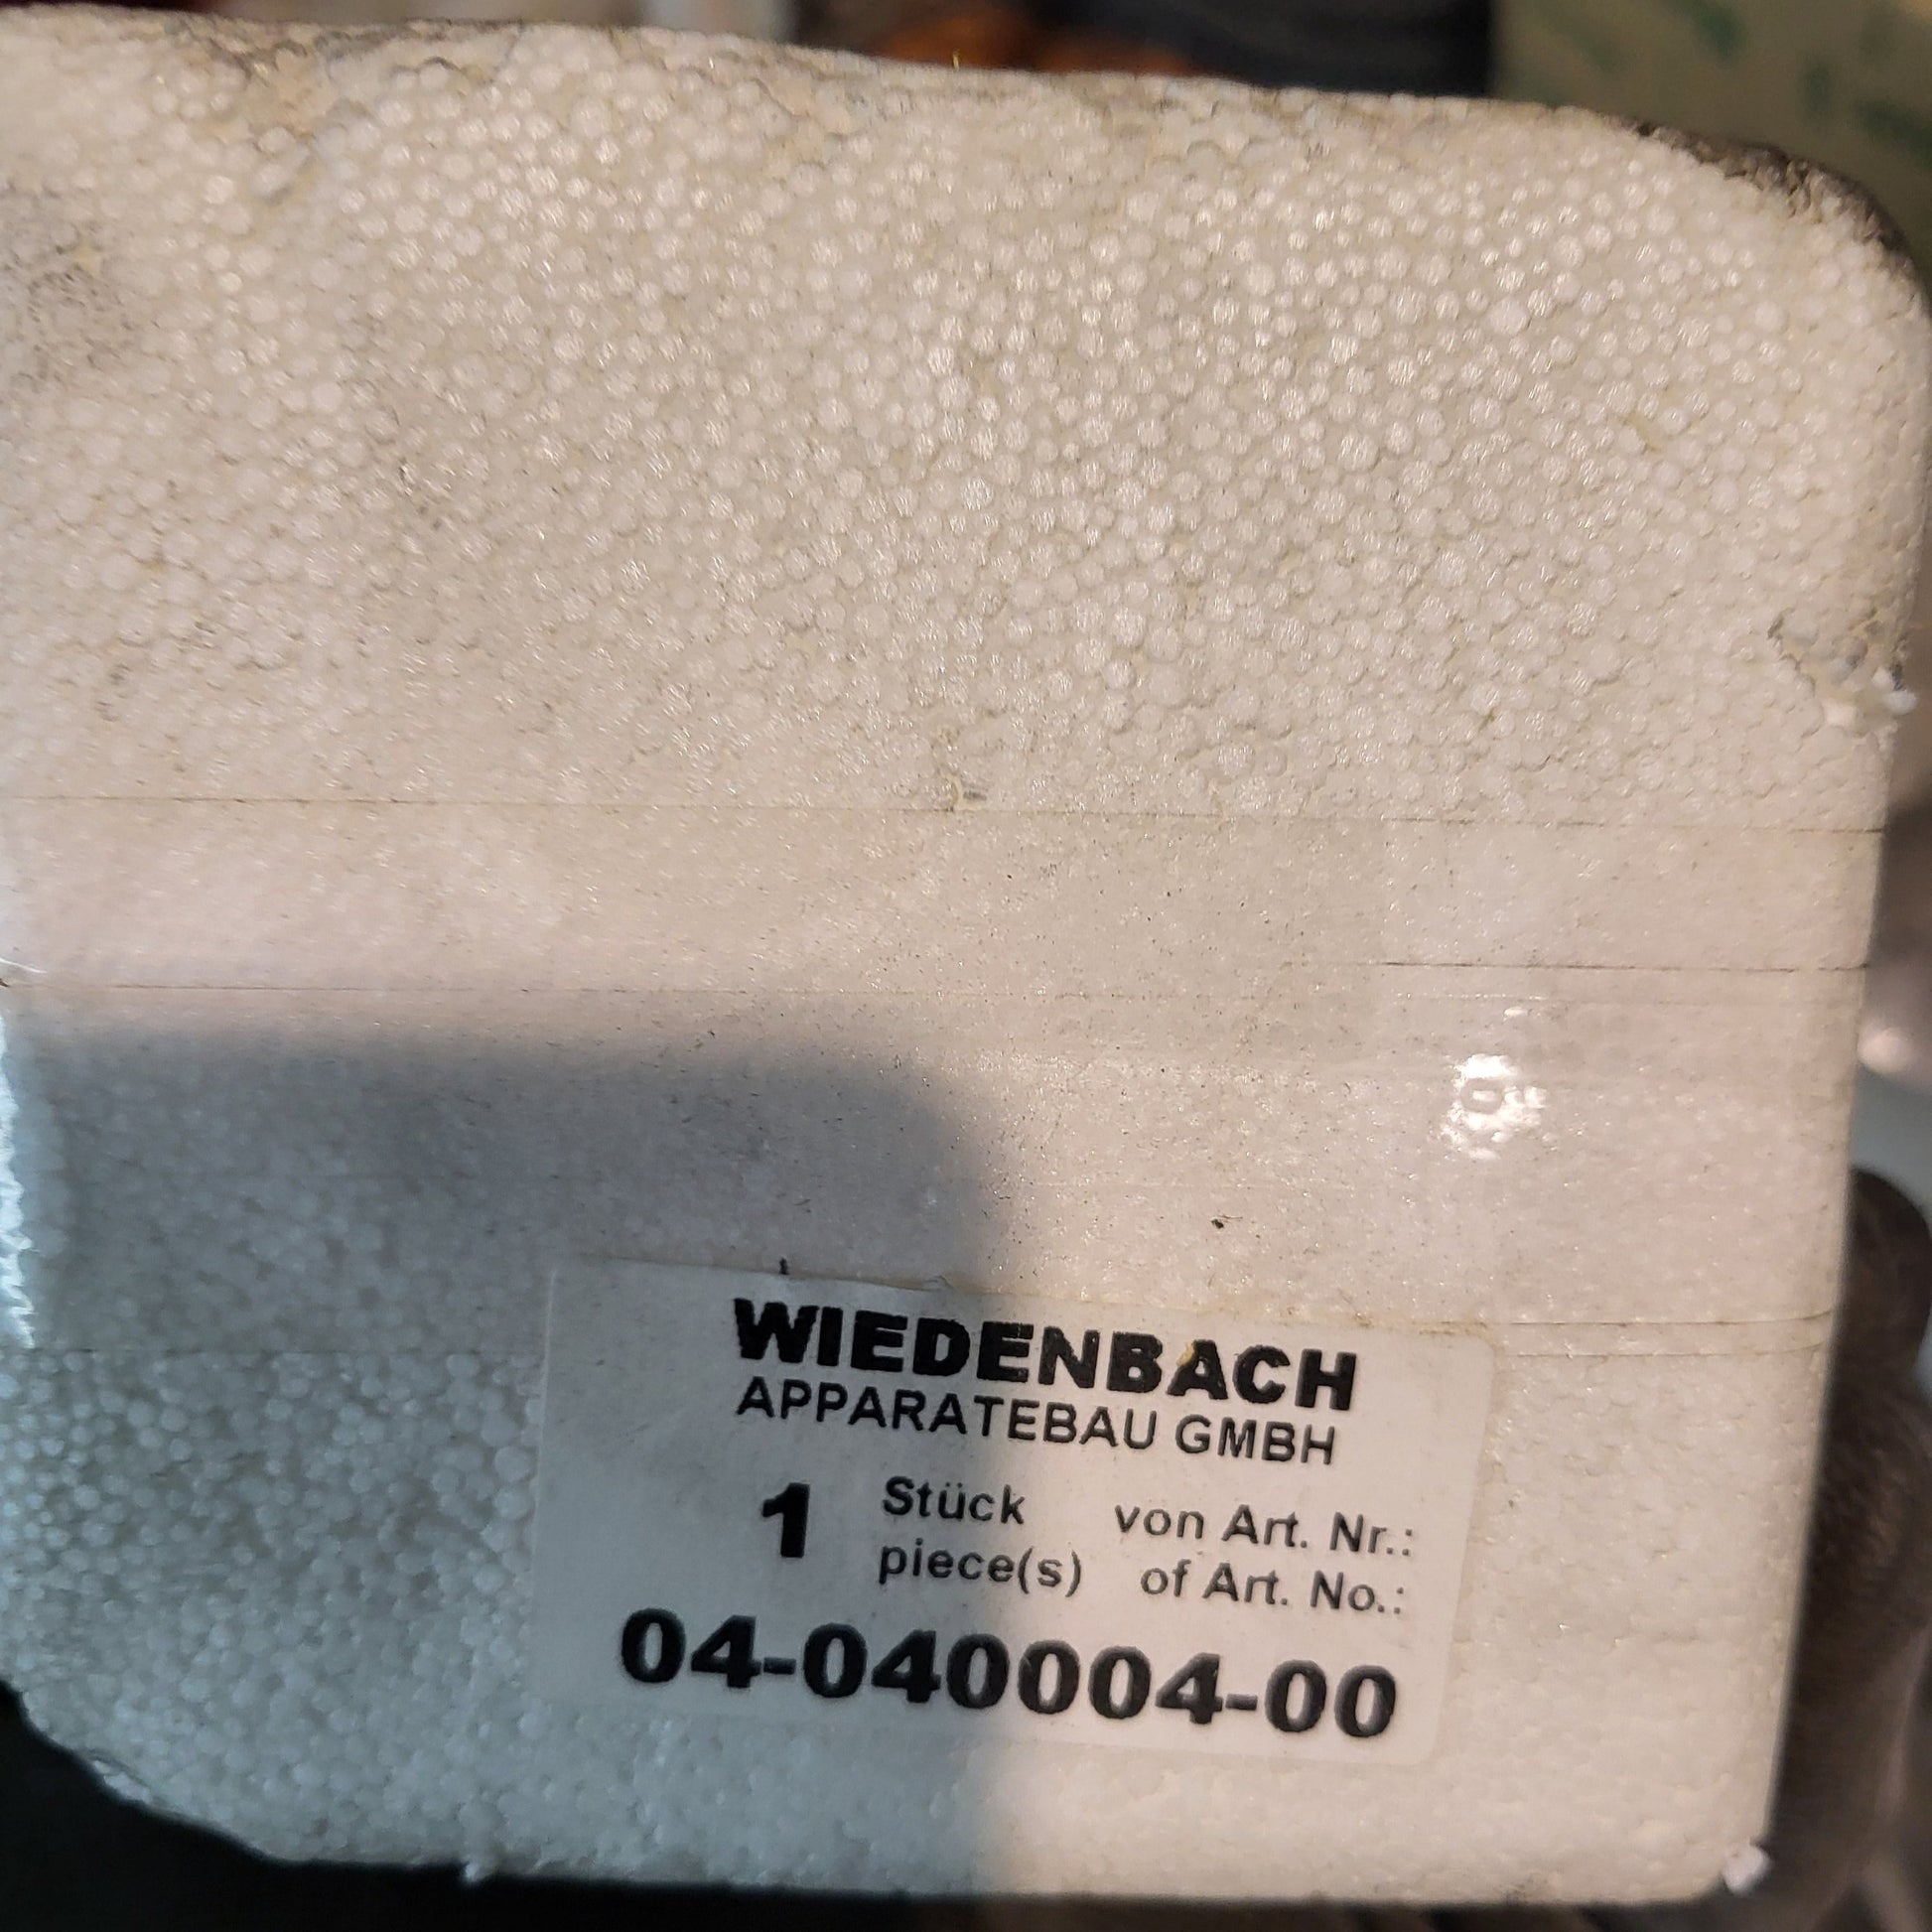 WIEDENBACH
APPARATEBAU GMBH
1 Stück von Art. Nr.:
piece(s) of Art. No.:
04-040004-00